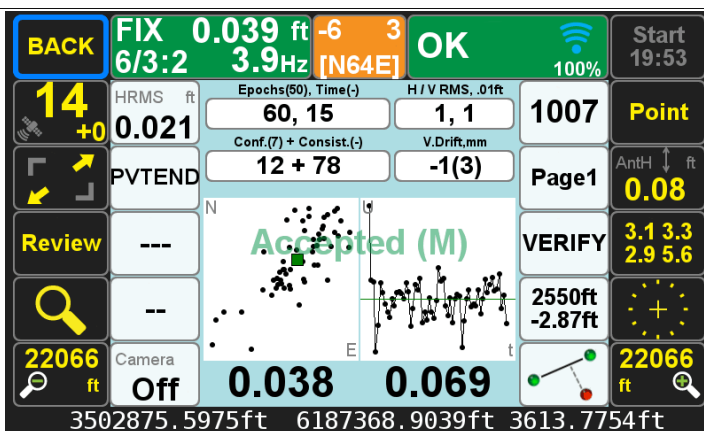 BACK
FIX 0.039 ft
6/3:2 3.9Hz
-6 3
[N64E]
OK
100%
Start
19:53
14
+0
HRMS ft
0.021
Epochs(50), Time(-)
60, 15
H / V RMS, .01ft
1, 1
1007
Point
Conf.(7) + Consist.(-)
12 + 78
V.Drift,mm
-1(3)
PVTEND
Page1
AntH ft
0.08
Review
---
N
U
Accepted (M)
VERIFY
3.1 3.3
2.9 5.6
--
2550ft
-2.87ft
E
t
22066
ft
Camera
Off
0.038
0.069
22066
ft
3502875.5975ft 6187368.9039ft 3613.7754ft